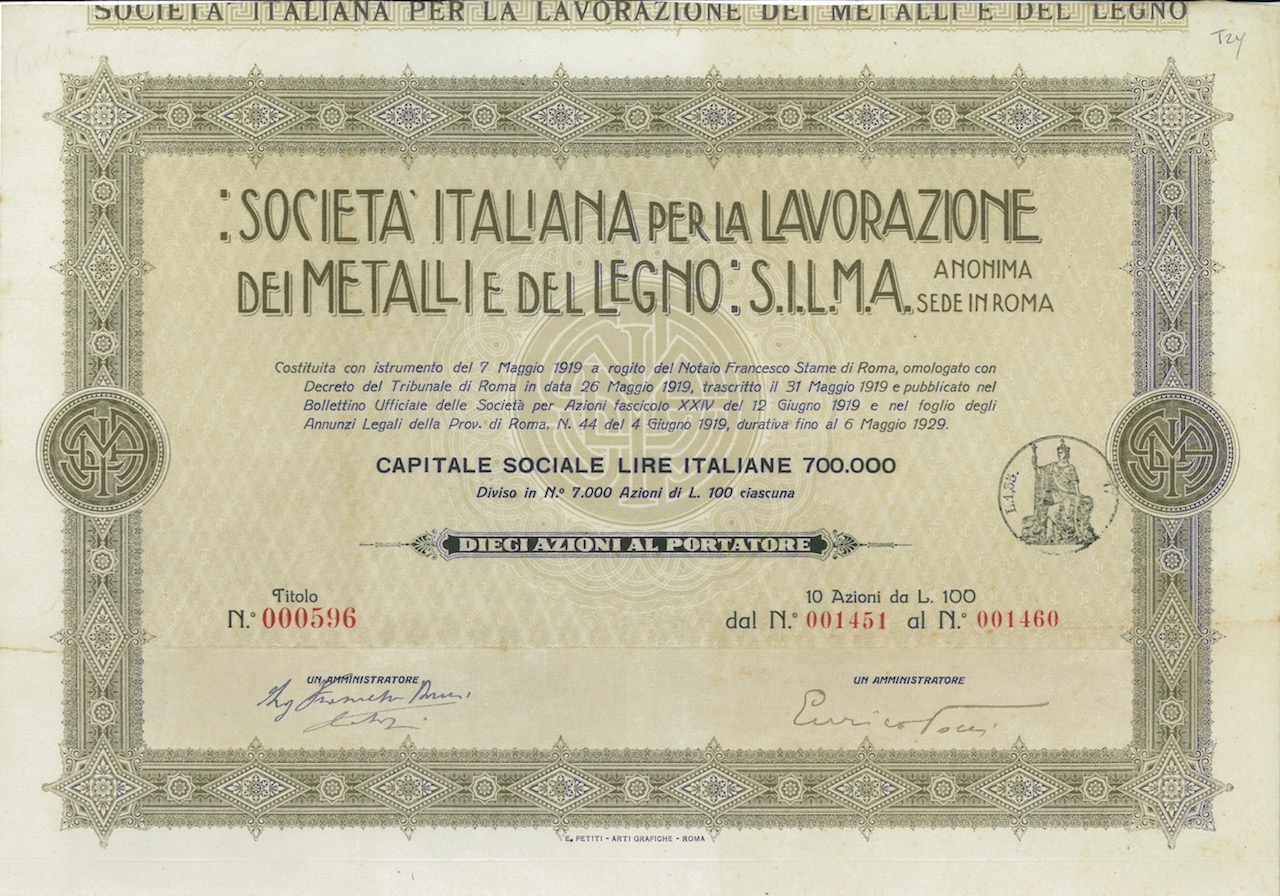 SOCIETA' ITALIANA PER LA LAVORAZIONE DEI METALLI E DEL LEGNO
T24
:SOCIETA' ITALIANA PER LA LAVORAZIONE
DEI METALLI E DEL LEGNO: S.I.L.M.A. ANONIMA
SEDE IN ROMA
Costituita con istrumento del 7 Maggio 1919 a rogito del Notaio Francesco Stame di Roma, omologato con
Decreto del Tribunale di Roma in data 26 Maggio 1919, trascritto il 31 Maggio 1919 e pubblicato nel
Bollettino Ufficiale delle Società per Azioni fascicolo XXIV del 12 Giugno 1919 e nel foglio degli
Annunzi Legali della Prov. di Roma, N. 44 del 4 Giugno 1919, durativa fino al 6 Maggio 1929.
CAPITALE SOCIALE LIRE ITALIANE 700.000
Diviso in N.º 7.000 Azioni di L. 100 ciascuna
L.1,53.
DIECI AZIONI AL PORTATORE
Titolo
N.º 000596
10 Azioni da L. 100
dal N.º 001451 al N.º 001460
UN AMMINISTRATORE
UN AMMINISTRATORE
Enrico
E. PETITI - ARTI GRAFICHE - ROMA